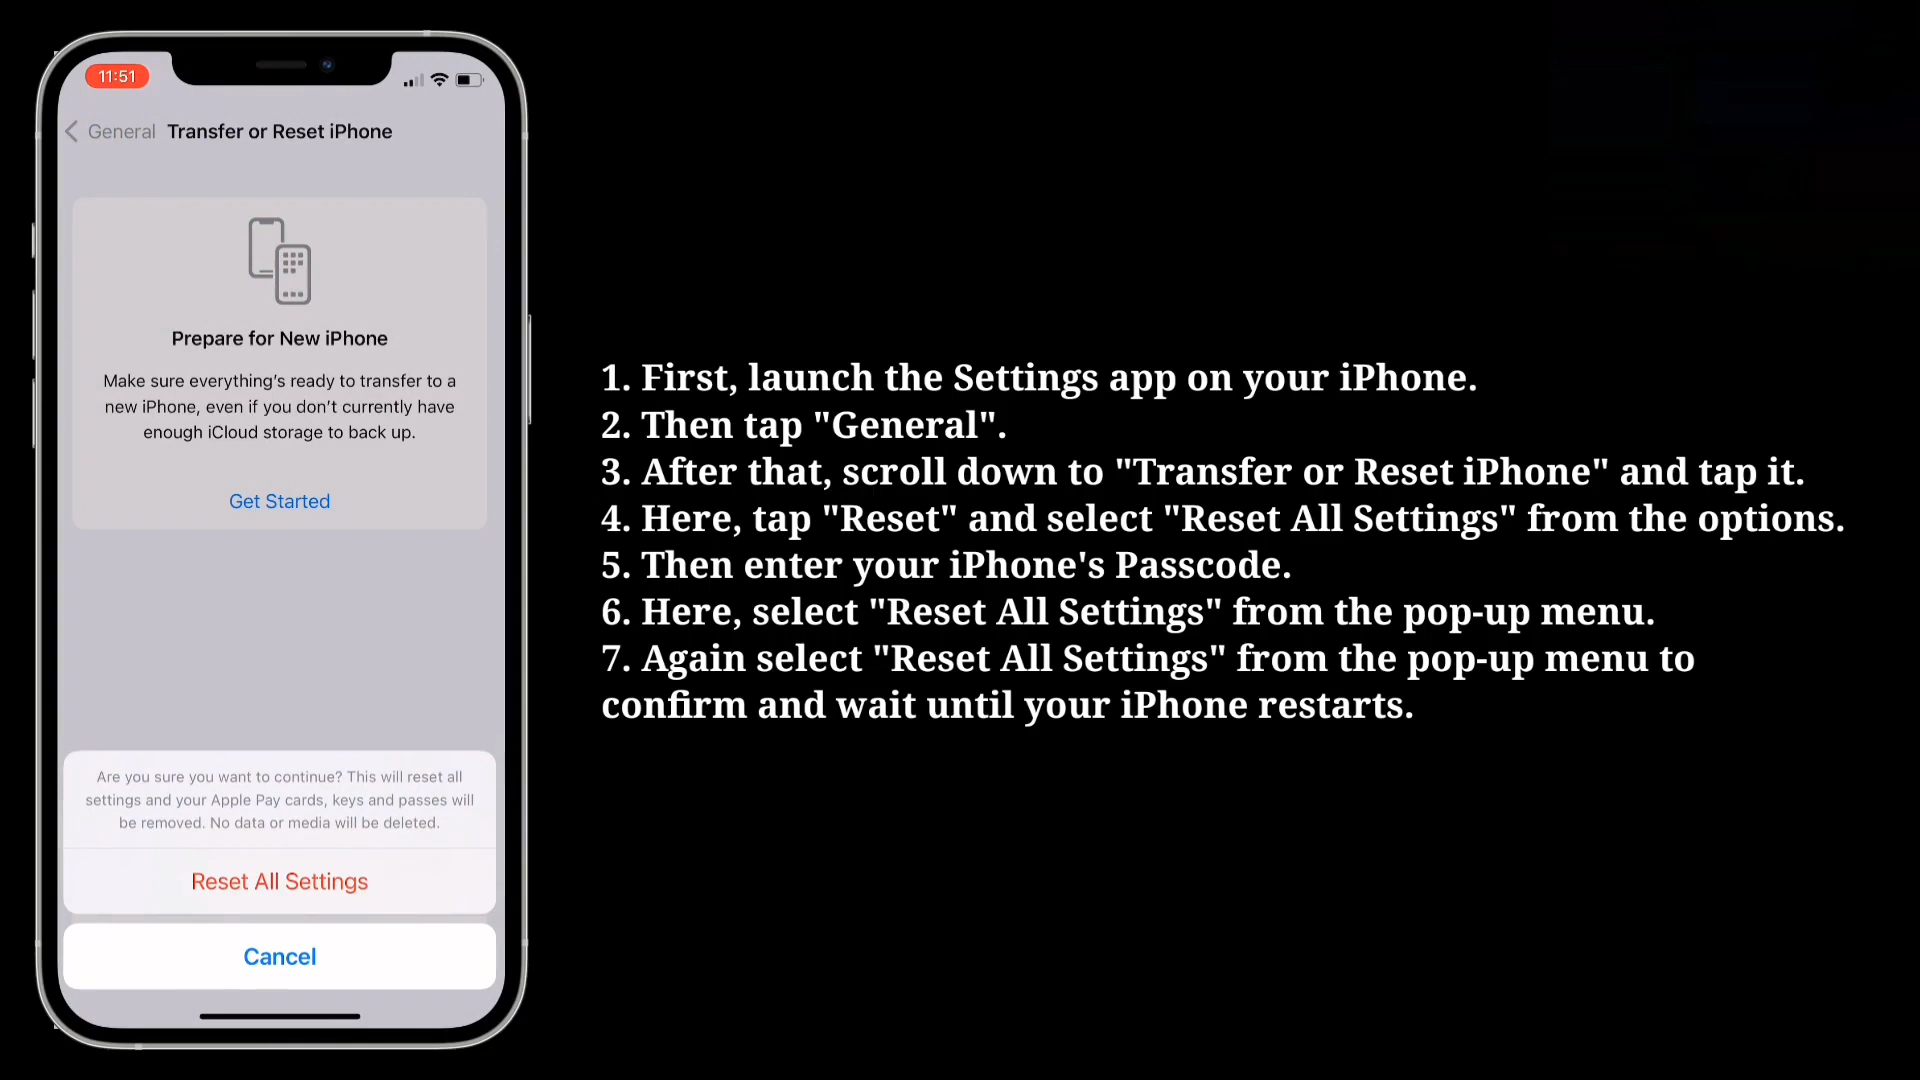 11:51
General Transfer or Reset iPhone
Prepare for New iPhone
Make sure everything’s ready to transfer to a
new iPhone, even if you don’t currently have
enough iCloud storage to back up.
Get Started
Are you sure you want to continue? This will reset all
settings and your Apple Pay cards, keys and passes will
be removed. No data or media will be deleted.
Reset All Settings
Cancel
1. First, launch the Settings app on your iPhone.
2. Then tap "General".
3. After that, scroll down to "Transfer or Reset iPhone" and tap it.
4. Here, tap "Reset" and select "Reset All Settings" from the options.
5. Then enter your iPhone's Passcode.
6. Here, select "Reset All Settings" from the pop-up menu.
7. Again select "Reset All Settings" from the pop-up menu to
confirm and wait until your iPhone restarts.